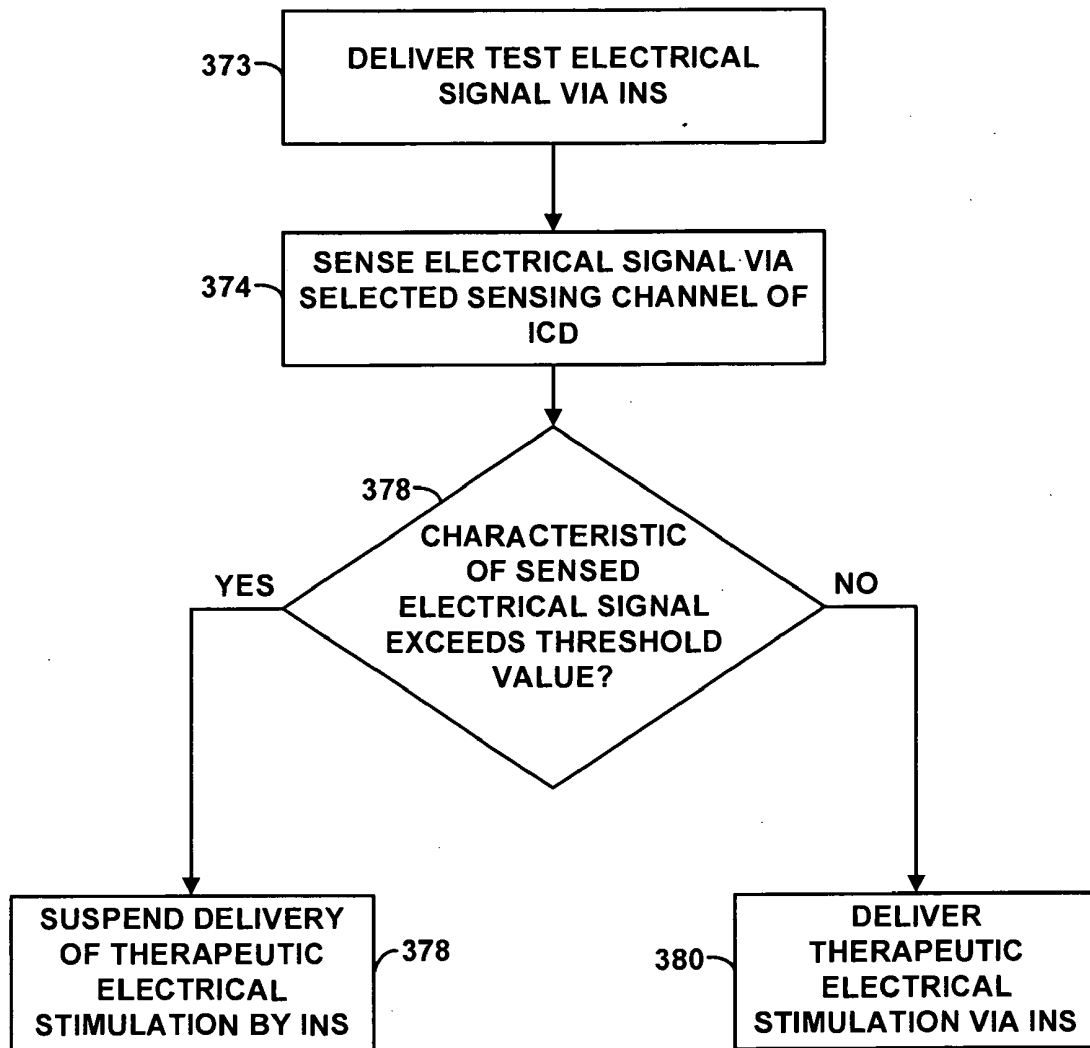 373
DELIVER TEST ELECTRICAL
SIGNAL VIA INS
374
SENSE ELECTRICAL SIGNAL VIA
SELECTED SENSING CHANNEL OF
ICD
378
CHARACTERISTIC
OF SENSED
ELECTRICAL SIGNAL
EXCEEDS THRESHOLD
VALUE?
YES
NO
SUSPEND DELIVERY
OF THERAPEUTIC
ELECTRICAL
STIMULATION BY INS
378
380
DELIVER
THERAPEUTIC
ELECTRICAL
STIMULATION VIA INS